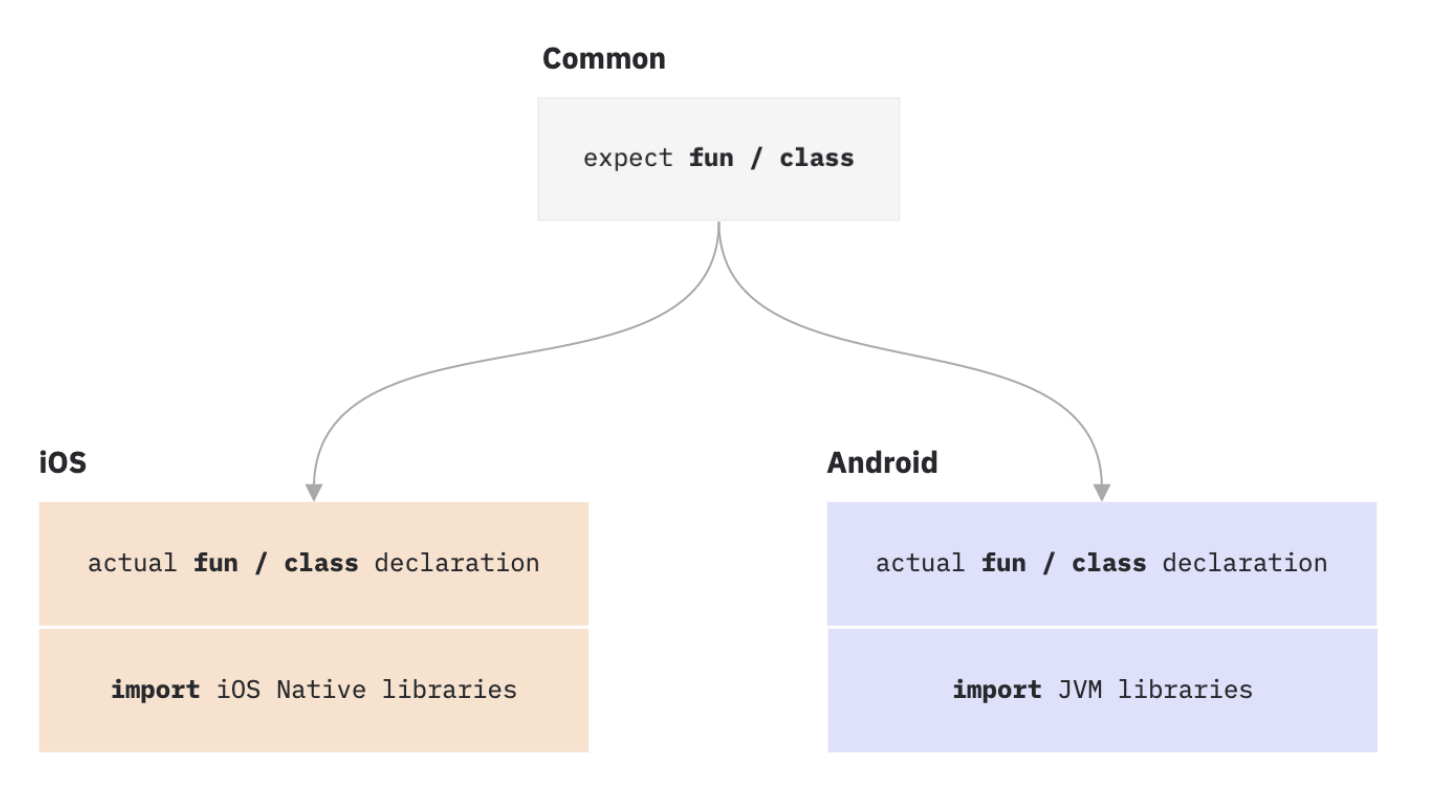 Common
expect fun / class
iOS
actual fun / class declaration
import iOS Native libraries
Android
actual fun / class declaration
import JVM libraries